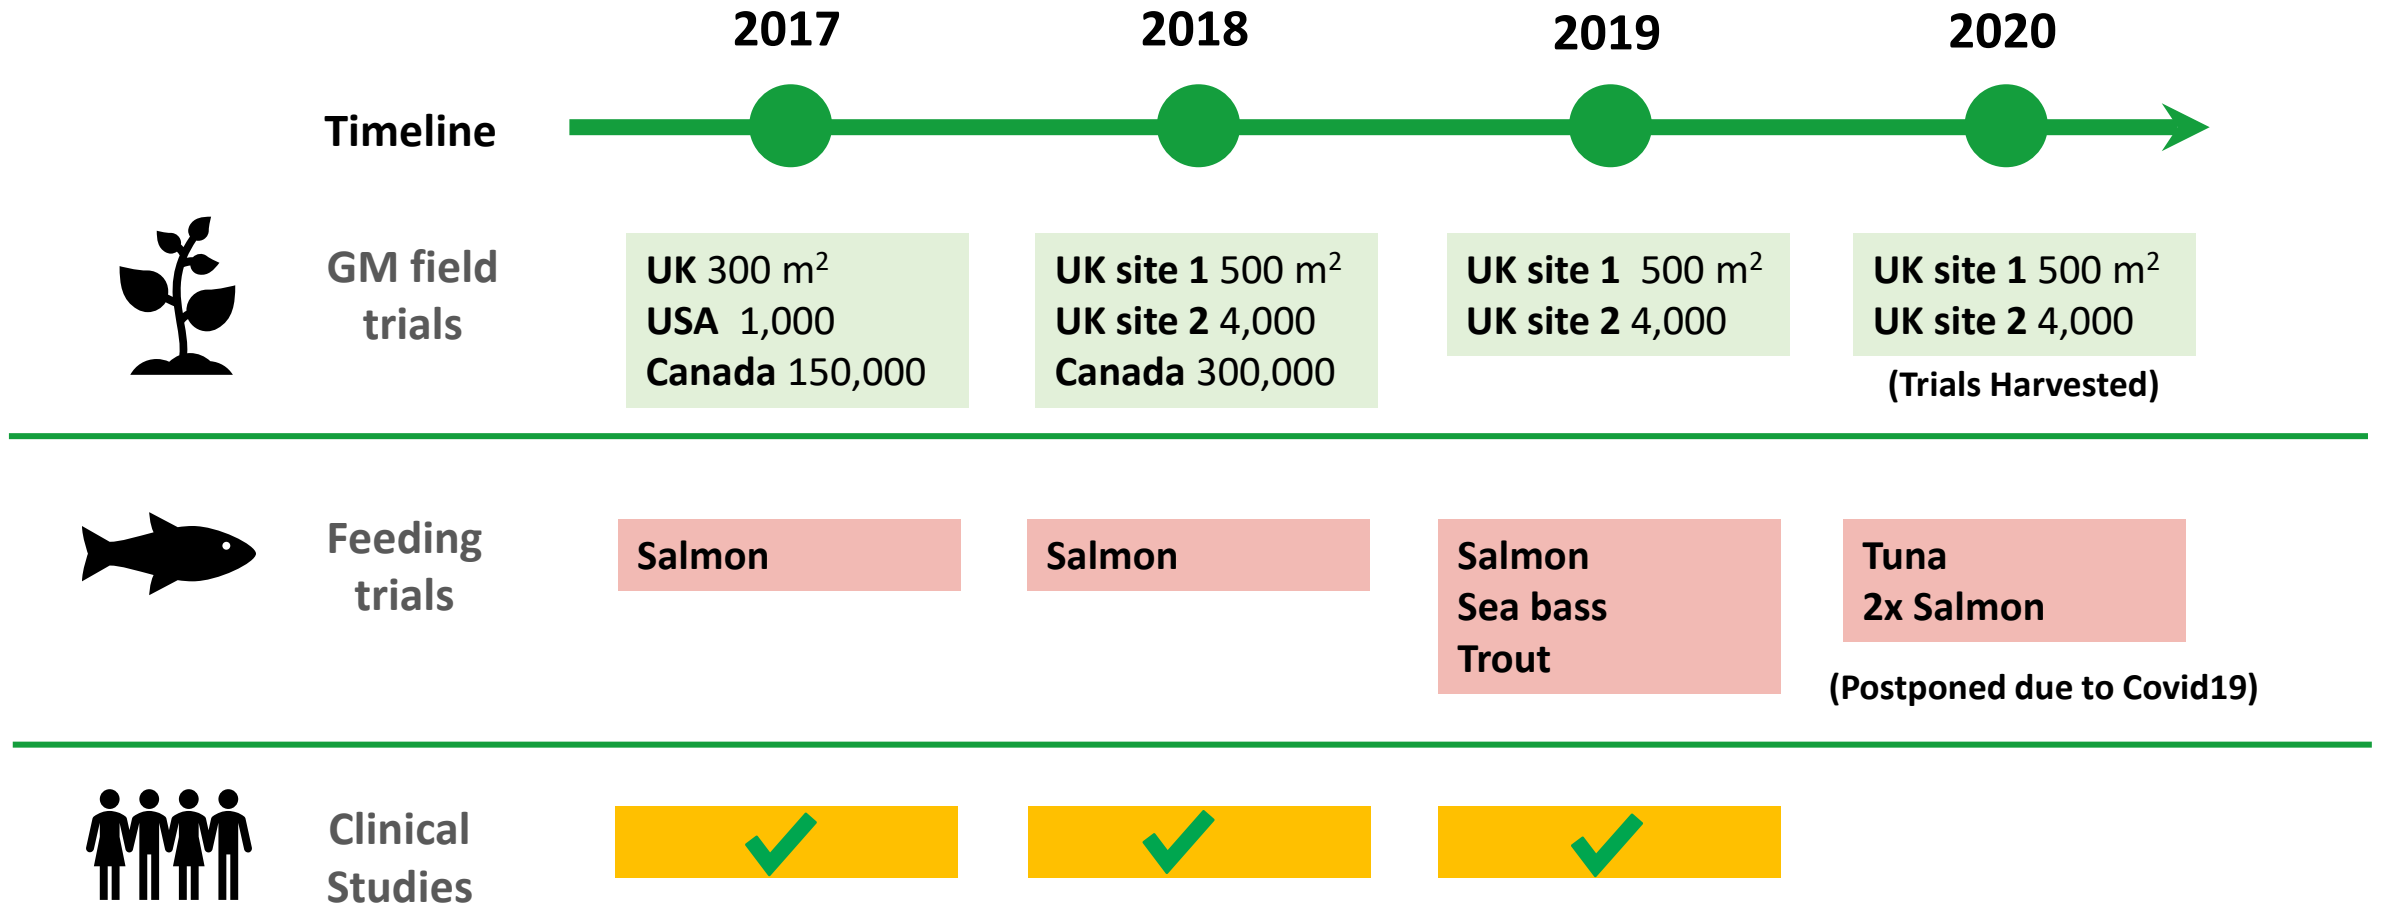 2017 2018 2019 2020
Timeline
GM field
trials
UK 300 m²
USA 1,000
Canada 150,000
UK site 1 500 m²
UK site 2 4,000
Canada 300,000
UK site 1 500 m²
UK site 2 4,000
UK site 1 500 m²
UK site 2 4,000
(Trials Harvested)
Feeding
trials
Salmon
Salmon
Salmon
Sea bass
Trout
Tuna
2x Salmon
(Postponed due to Covid19)
Clinical
Studies